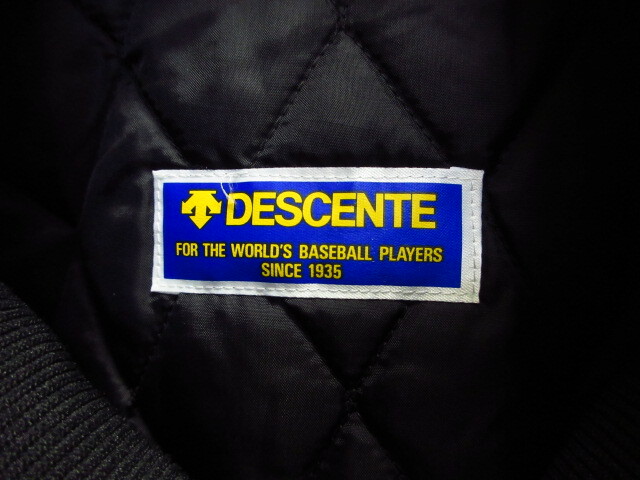 DESCENTE
FOR THE WORLD'S BASEBALL PLAYERS
SINCE 1935